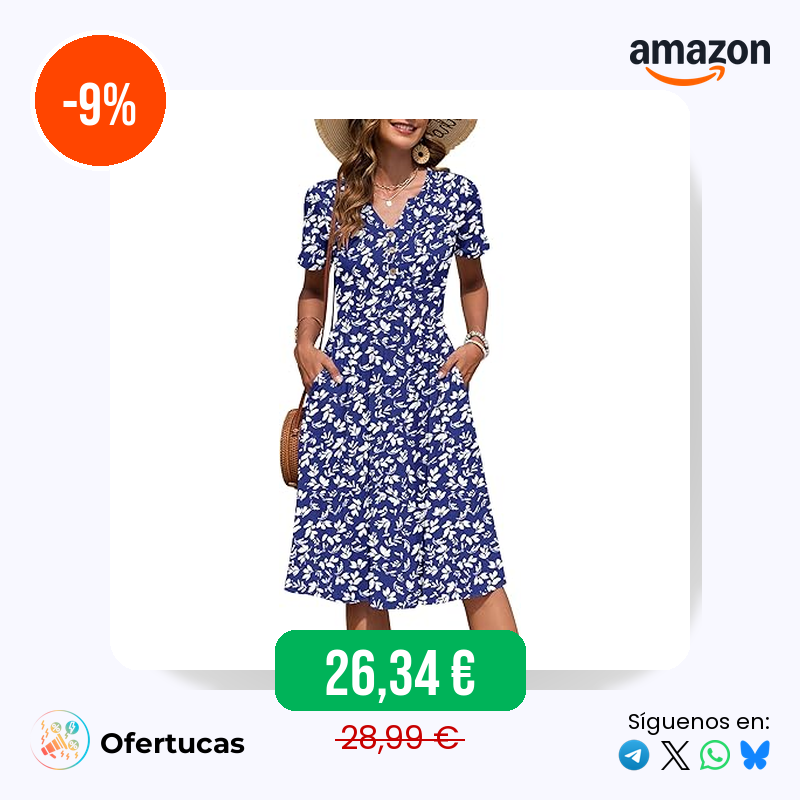 -9%
amazon
26,34 €
28,99 €
Ofertucas
Síguenos en: